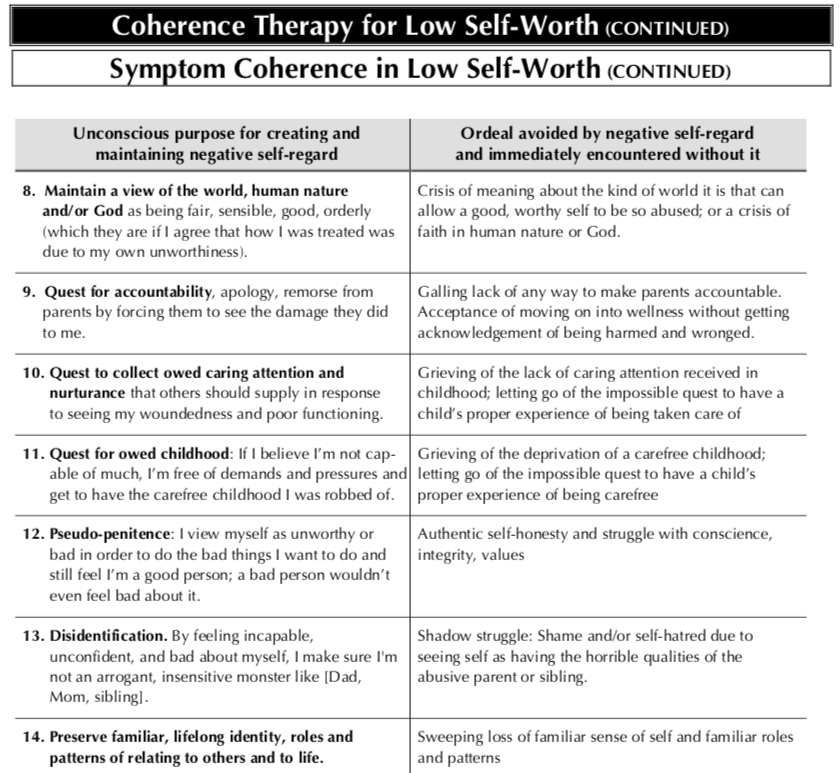 Coherence Therapy for Low Self-Worth (CONTINUED)
Symptom Coherence in Low Self-Worth (CONTINUED)
Unconscious purpose for creating and
maintaining negative self-regard
Ordeal avoided by negative self-regard
and immediately encountered without it
8. Maintain a view of the world, human nature
and/or God as being fair, sensible, good, orderly
(which they are if I agree that how I was treated was
due to my own unworthiness).
Crisis of meaning about the kind of world it is that can
allow a good, worthy self to be so abused; or a crisis of
faith in human nature or God.
9. Quest for accountability, apology, remorse from
parents by forcing them to see the damage they did
to me.
Galling lack of any way to make parents accountable.
Acceptance of moving on into wellness without getting
acknowledgement of being harmed and wronged.
10. Quest to collect owed caring attention and
nurturance that others should supply in response
to seeing my woundedness and poor functioning.
Grieving of the lack of caring attention received in
childhood; letting go of the impossible quest to have a
child's proper experience of being taken care of
11. Quest for owed childhood: If I believe I'm not cap-
able of much, I'm free of demands and pressures and
get to have the carefree childhood I was robbed of.
Grieving of the deprivation of a carefree childhood;
letting go of the impossible quest to have a child's
proper experience of being carefree
12. Pseudo-penitence: I view myself as unworthy or
bad in order to do the bad things I want to do and
still feel I'm a good person; a bad person wouldn't
even feel bad about it.
Authentic self-honesty and struggle with conscience,
integrity, values
13. Disidentification. By feeling incapable,
unconfident, and bad about myself, I make sure I'm
not an arrogant, insensitive monster like [Dad,
Mom, sibling].
Shadow struggle: Shame and/or self-hatred due to
seeing self as having the horrible qualities of the
abusive parent or sibling.
14. Preserve familiar, lifelong identity, roles and
patterns of relating to others and to life.
Sweeping loss of familiar sense of self and familiar roles
and patterns